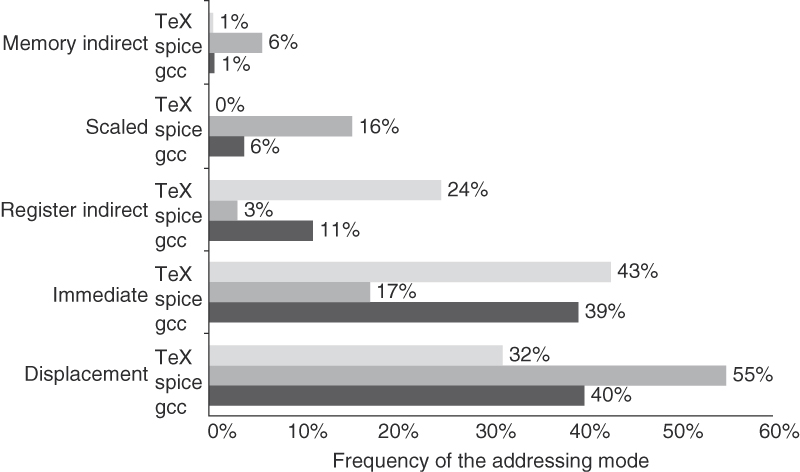 TeX 1%
Memory indirect spice 6%
gcc 1%
TeX 0%
Scaled spice 16%
gcc 6%
TeX 24%
Register indirect spice 3%
gcc 11%
TeX 43%
Immediate spice 17%
gcc 39%
TeX 32%
Displacement spice 55%
gcc 40%
0% 10% 20% 30% 40% 50% 60%
Frequency of the addressing mode